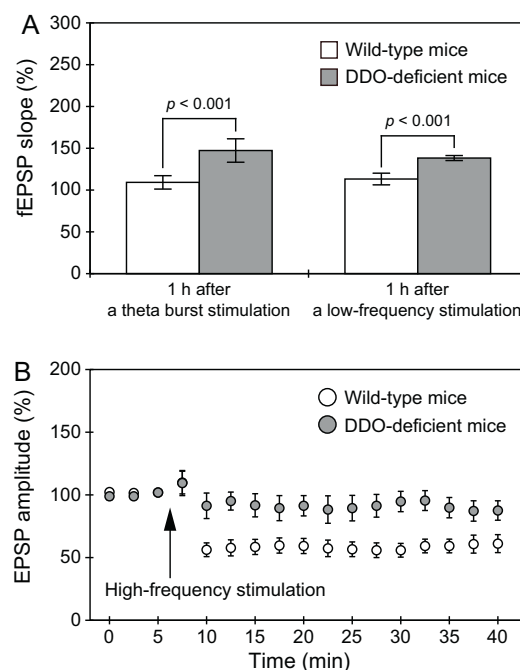 A
fEPSP slope (%)
300
250
200
150
100
50
0
Wild-type mice
DDO-deficient mice
p < 0.001
p < 0.001
1 h after
a theta burst stimulation
1 h after
a low-frequency stimulation
B
EPSP amplitude (%)
200
150
100
50
0
Wild-type mice
DDO-deficient mice
High-frequency stimulation
0 5 10 15 20 25 30 35 40
Time (min)